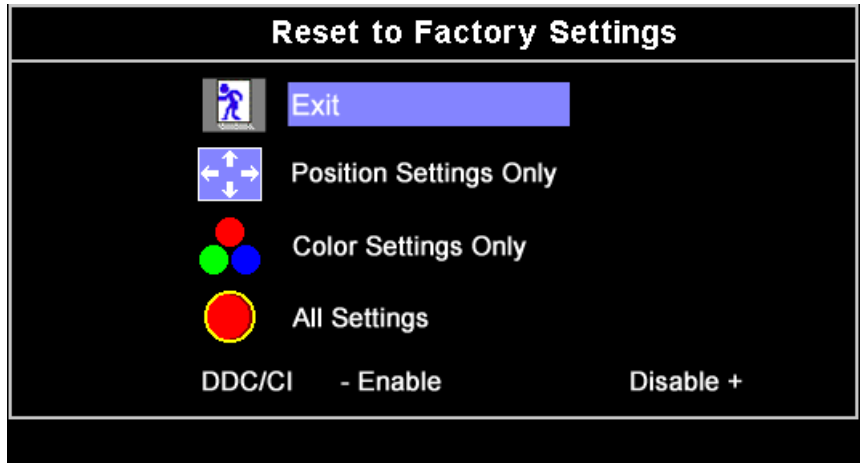 Reset to Factory Settings
Exit
Position Settings Only
Color Settings Only
All Settings
DDC/CI - Enable Disable +